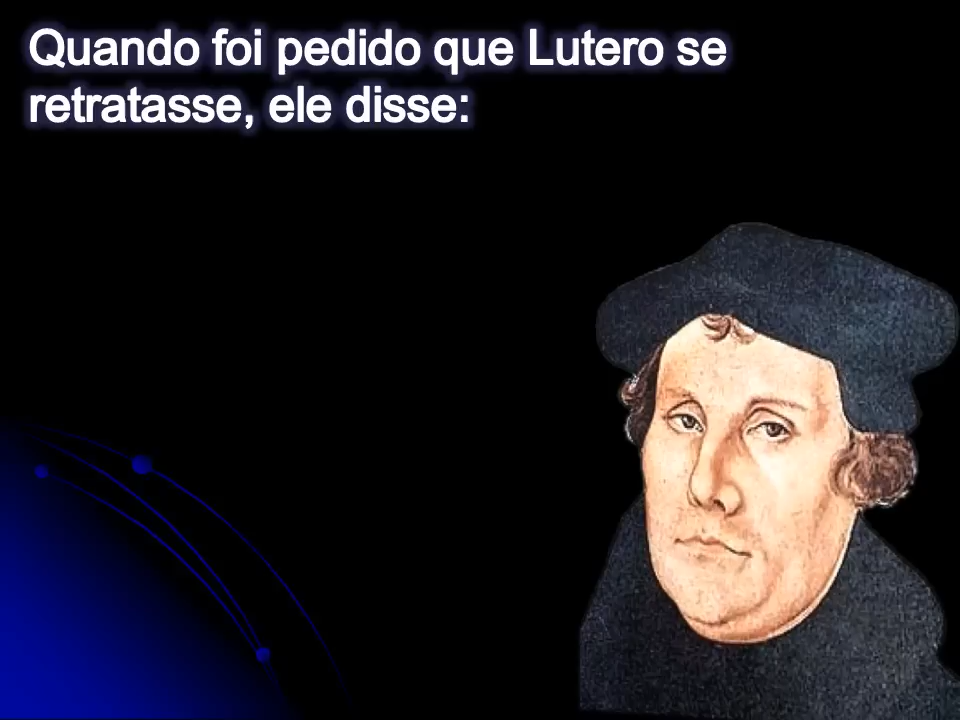 Quando foi pedido que Lutero se
retratasse, ele disse: